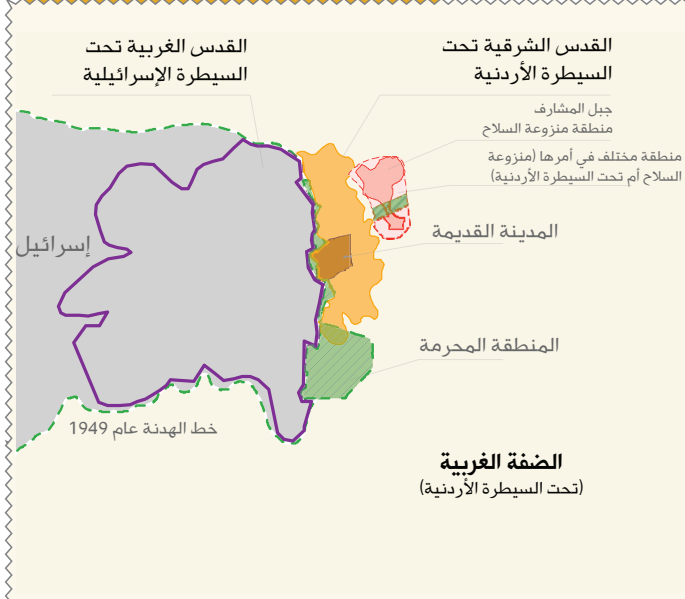 القدس الشرقية تحت
السيطرة الأردنية
القدس الغربية تحت
السيطرة الإسرائيلية
جبل المشارف
منطقة منزوعة السلاح
منطقة مختلف في أمرها (منزوعة
السلاح أم تحت السيطرة الأردنية)
المدينة القديمة
إسرائيل
المنطقة المحرمة
خط الهدنة عام 1949
الضفة الغربية
(تحت السيطرة الأردنية)